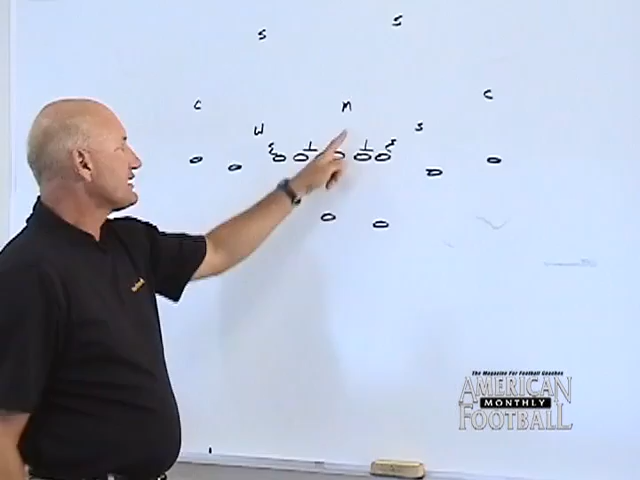 S S
C M C
W S
E T T E
The Magazine For Football Coaches
AMERICAN
MONTHLY
FOOTBALL